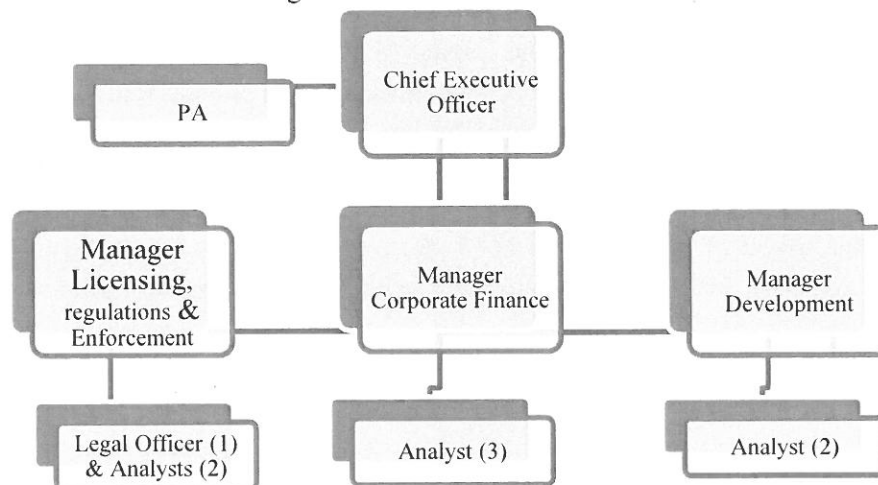 Chief Executive
Officer
PA
Manager
Licensing,
regulations &
Enforcement
Manager
Corporate Finance
Manager
Development
Legal Officer (1)
& Analysts (2)
Analyst (3)
Analyst (2)